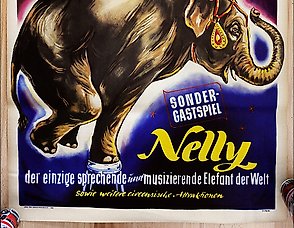 SONDER-
GASTSPIEL
Nelly
der einzige sprechende und musizierende Elefant der Welt
Sowie weitere circensische Attraktionen